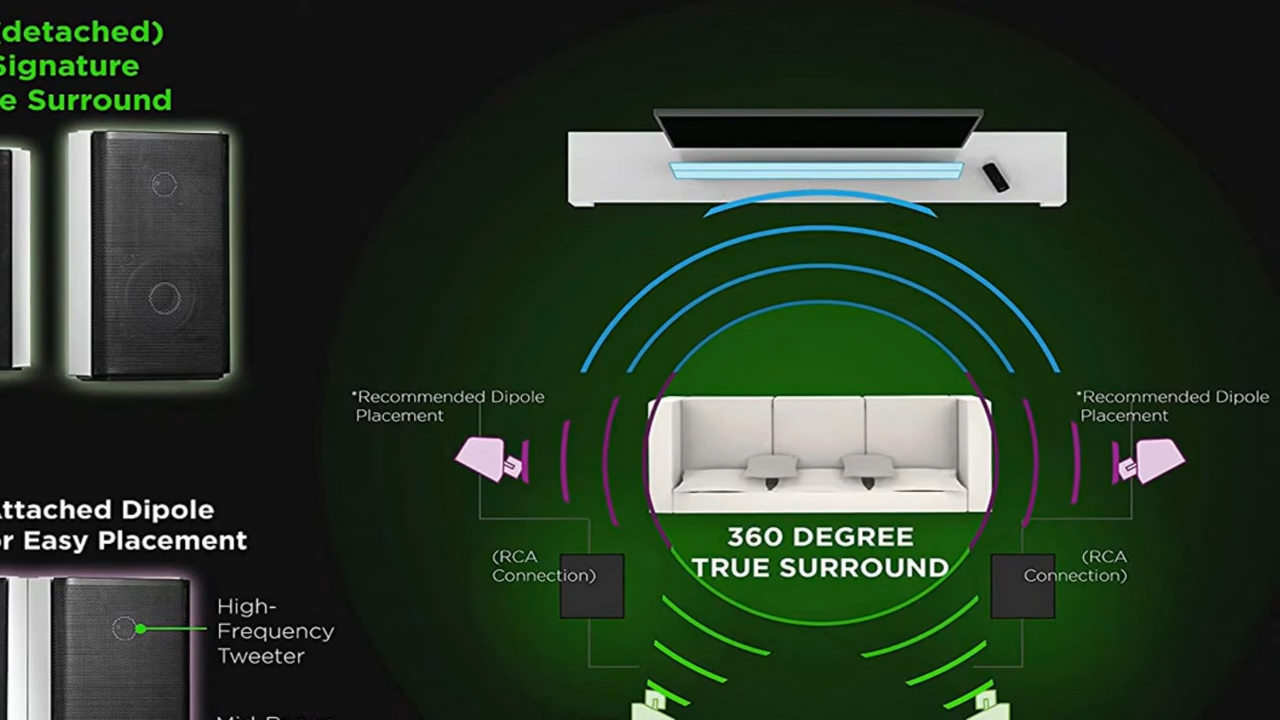 (detached)
Signature
e Surround
*Recommended Dipole
Placement
*Recommended Dipole
Placement
360 DEGREE
TRUE SURROUND
(RCA
Connection)
(RCA
Connection)
ttached Dipole
or Easy Placement
High-
Frequency
Tweeter